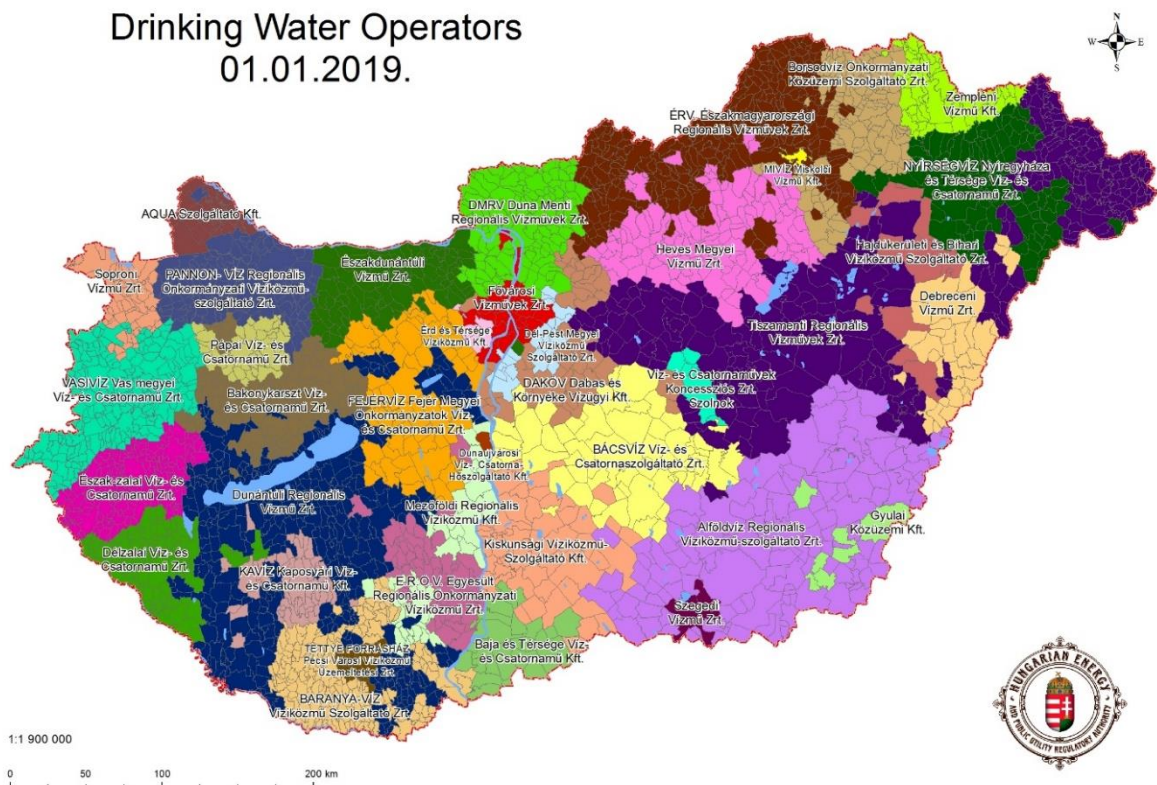 Drinking Water Operators
01.01.2019.
N
W
E
S
Borsodvíz Önkormányzati
Közüzemi Szolgáltató Zrt.
Zempléni
Vízmű Kft.
ÉRV. Északmagyarországi
Regionális Vízművek Zrt.
MIVÍZ Miskolci
Vízmű Kft.
NYÍRSÉGVÍZ Nyíregyháza
és Térsége Víz- és
Csatornamű Zrt.
AQUA Szolgáltató Kft.
DMRV Duna Menti
Regionális Vízművek Zrt.
Heves Megyei
Vízmű Zrt.
Hajdúkerületi és Bihari
Víziközmű Szolgáltató Zrt.
Soproni
Vízmű Zrt.
PANNON- VÍZ Regionális
Önkormányzati Víziközmű-
szolgáltató Zrt.
Északdunántúli
Vízmű Zrt.
Fővárosi
Vízművek Zrt.
Debreceni
Vízmű Zrt.
Érd és Térsége
Víziközmű Kft.
Dél-Pest Megyei
Víziközmű
Szolgáltató Zrt.
Tiszamenti Regionális
Vízművek Zrt.
Pápai Víz- és
Csatornamű Zrt.
VASIVÍZ Vas megyei
Víz- és Csatornamű Zrt.
Bakonykarszt Víz-
és Csatornamű Zrt.
FEJÉRVÍZ Fejér Megyei
Önkormányzatok Víz-
és Csatornamű Zrt.
DAKÖV Dabas és
Környéke Vízügyi Kft.
Víz- és Csatornaművek
Koncessziós Zrt.
Szolnok
Dunaújvárosi
Víz-, Csatorna-
Hőszolgáltató Kft.
BÁCSVÍZ Víz- és
Csatornaszolgáltató Zrt.
Észak-zalai Víz- és
Csatornamű Zrt.
Dunántúli Regionális
Vízmű Zrt.
Mezőföldi Regionális
Víziközmű Kft.
Alföldvíz Regionális
Víziközmű-szolgáltató Zrt.
Gyulai
Közüzemi Kft.
Délzalai Víz- és
Csatornamű Zrt.
Kiskunsági Víziközmű-
Szolgáltató Kft.
KAVÍZ Kaposvári Víz-
és Csatornamű Kft.
E.R.Ö.V. Egyesült
Regionális Önkormányzati
Víziközmű Zrt.
Szegedi
Vízmű Zrt.
TETTYE FORRÁSHÁZ
Pécsi Városi Víziközmű
Üzemeltetési Zrt.
Baja és Térsége Víz-
és Csatornamű Kft.
BARANYA-VÍZ
Víziközmű Szolgáltató Zrt.
HUNGARIAN ENERGY
AND PUBLIC UTILITY REGULATORY AUTHORITY
1:1 900 000
0 50 100 200 km